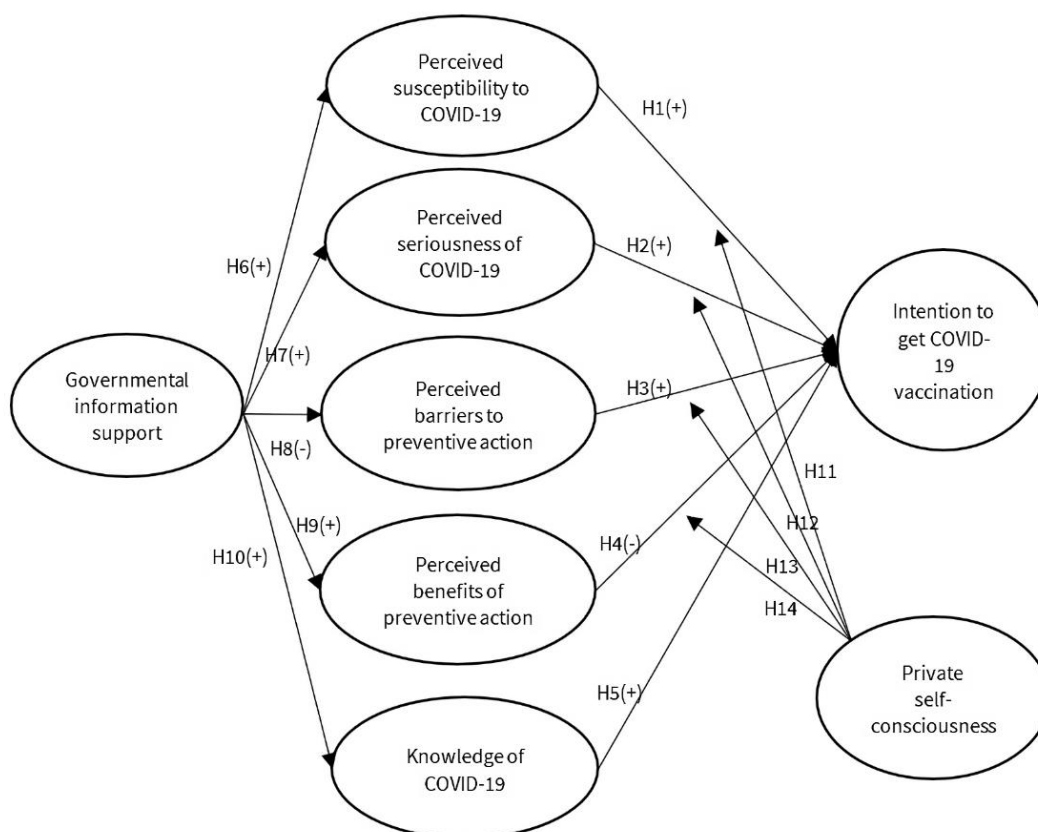 Perceived
susceptibility to
COVID-19
H1(+)
Perceived
seriousness of
COVID-19
H2(+)
H6(+)
Intention to
get COVID-
19
vaccination
H7(+)
Governmental
information
support
Perceived
barriers to
preventive action
H3(+)
H8(-)
H11
H9(+)
H12
H10(+)
Perceived
benefits of
preventive action
H4(-)
H13
H14
Private
self-
consciousness
H5(+)
Knowledge of
COVID-19